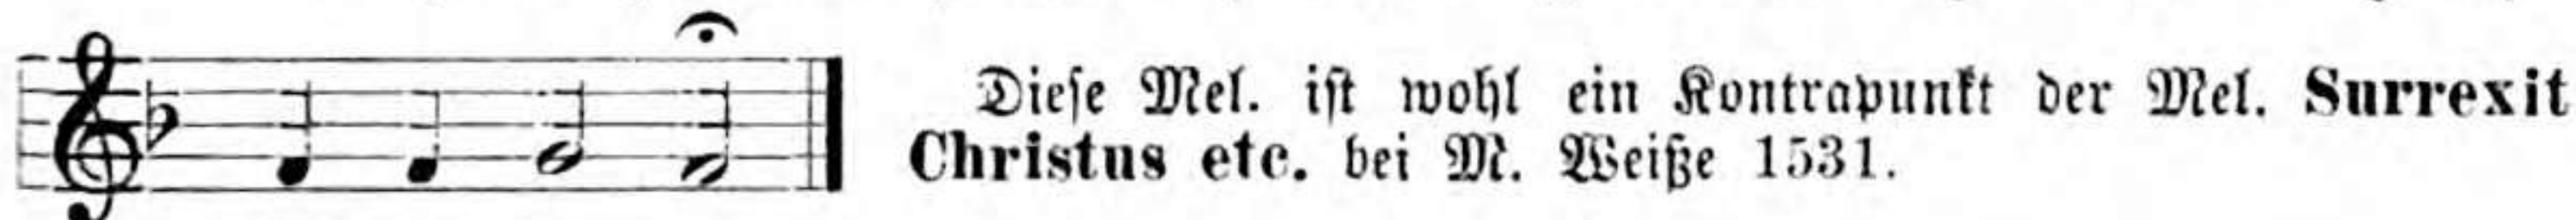 Diese Mel. ist wohl ein Kontrapunkt der Mel. Surrexit
Christus etc. bei M. Weiße 1531.